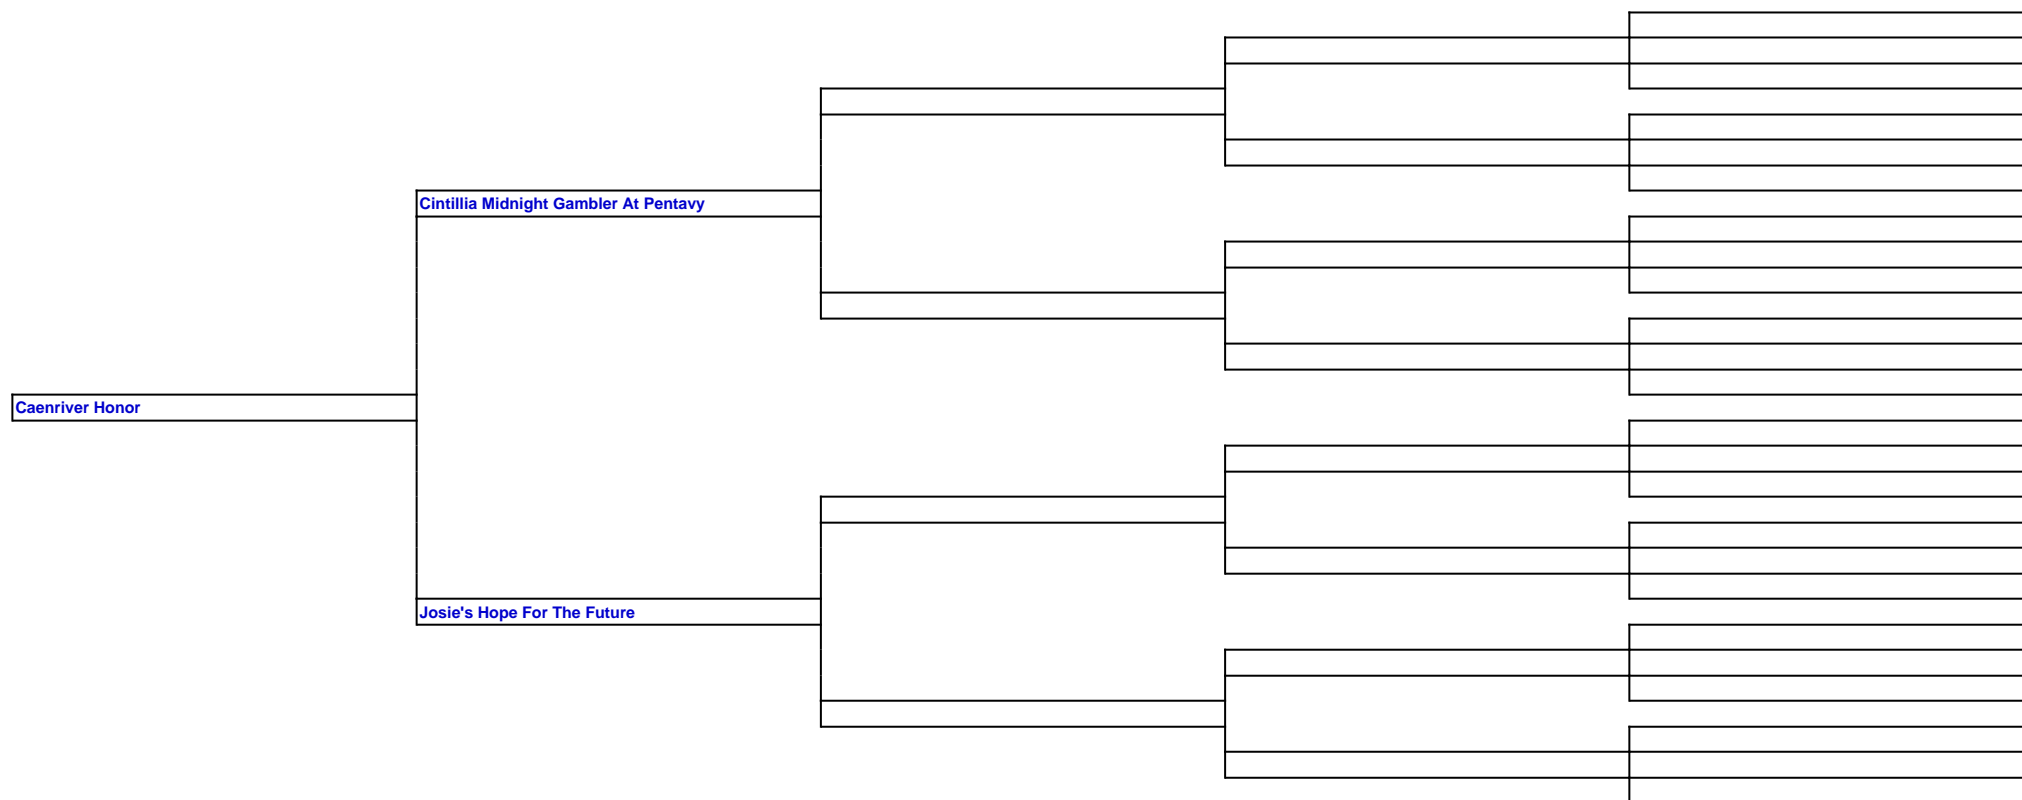 Cintillia Midnight Gambler At Pentavy
Caenriver Honor
Josie's Hope For The Future